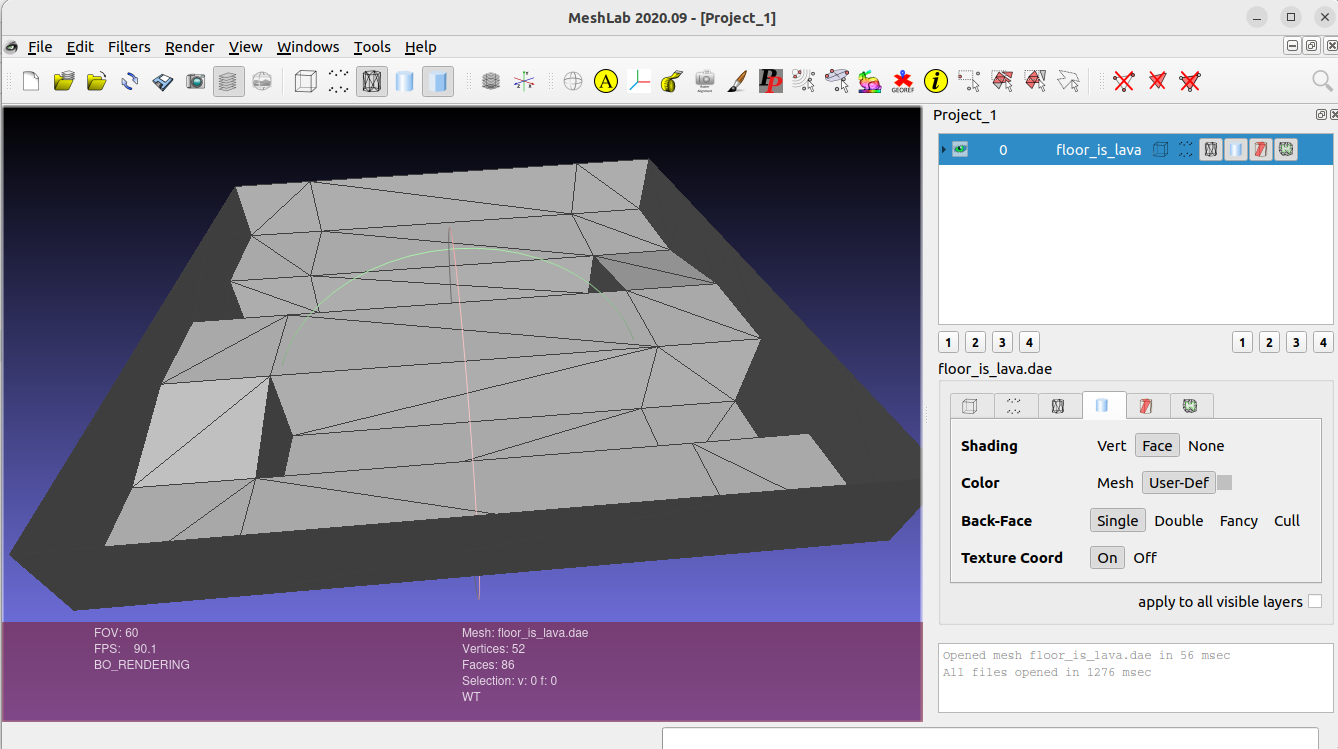 MeshLab 2020.09 - [Project_1]
File Edit Filters Render View Windows Tools Help
A
PP
GEOREF
i
Project_1
0 floor_is_lava
1 2 3 4 1 2 3 4
floor_is_lava.dae
Shading Vert Face None
Color Mesh User-Def
Back-Face Single Double Fancy Cull
Texture Coord On Off
apply to all visible layers
FOV: 60
FPS: 90.1
BO_RENDERING
Mesh: floor_is_lava.dae
Vertices: 52
Faces: 86
Selection: v: 0 f: 0
WT
Opened mesh floor_is_lava.dae in 56 msec
All files opened in 1276 msec